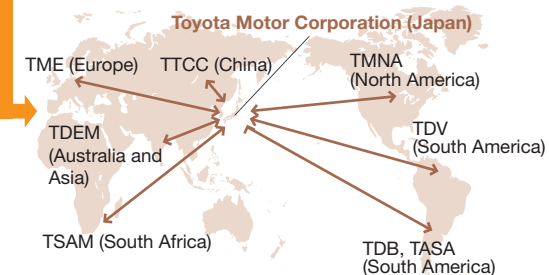 Toyota Motor Corporation (Japan)
TME (Europe)
TTCC (China)
TMNA
(North America)
TDEM
(Australia and
Asia)
TDV
(South America)
TSAM (South Africa)
TDB, TASA
(South America)